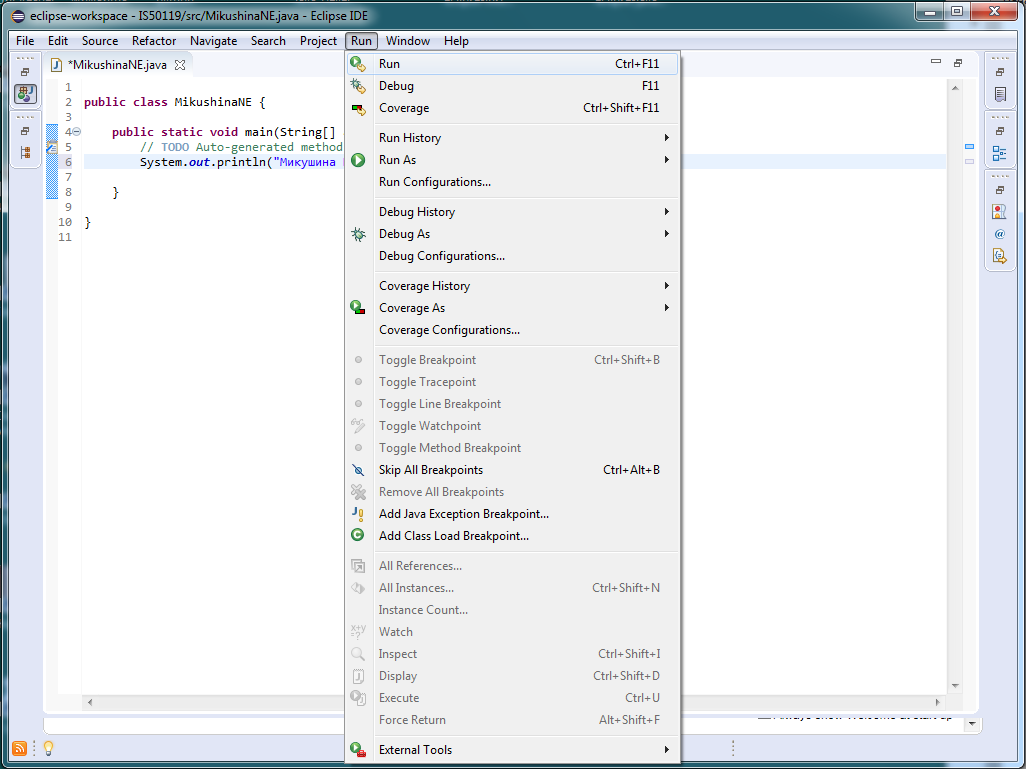 eclipse-workspace - IS50119/src/MikushinaNE.java - Eclipse IDE
File Edit Source Refactor Navigate Search Project Run Window Help
*MikushinaNE.java
1
2 public class MikushinaNE {
3
4 public static void main(String[]
5 // TODO Auto-generated method
6 System.out.println("Микушина
7
8 }
9
10 }
11
Run Ctrl+F11
Debug F11
Coverage Ctrl+Shift+F11
Run History
Run As
Run Configurations...
Debug History
Debug As
Debug Configurations...
Coverage History
Coverage As
Coverage Configurations...
Toggle Breakpoint Ctrl+Shift+B
Toggle Tracepoint
Toggle Line Breakpoint
Toggle Watchpoint
Toggle Method Breakpoint
Skip All Breakpoints Ctrl+Alt+B
Remove All Breakpoints
Add Java Exception Breakpoint...
Add Class Load Breakpoint...
All References...
All Instances... Ctrl+Shift+N
Instance Count...
Watch
Inspect Ctrl+Shift+I
Display Ctrl+Shift+D
Execute Ctrl+U
Force Return Alt+Shift+F
External Tools
Always show Welcome at start up